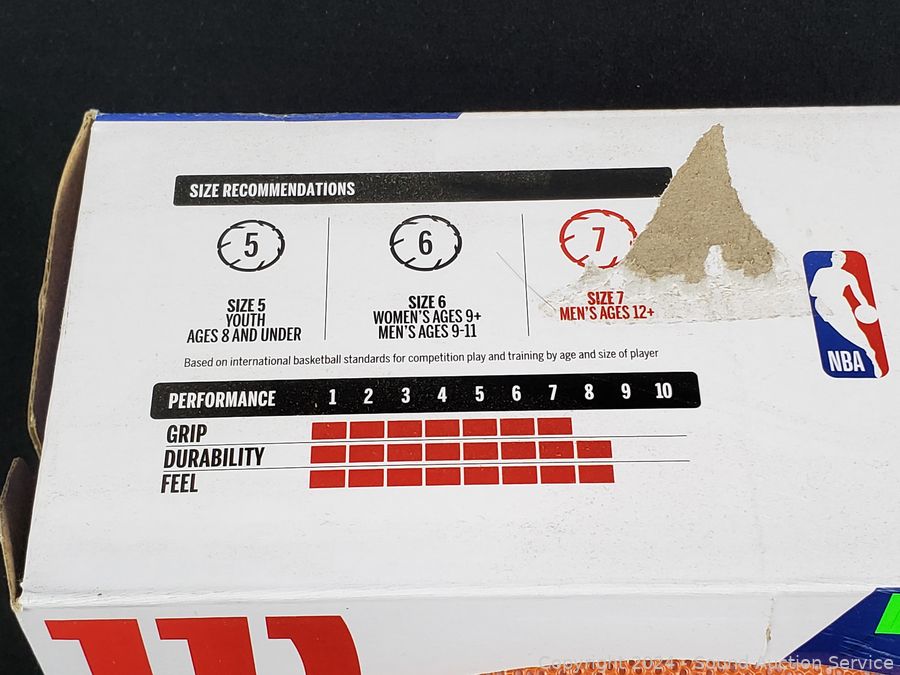 SIZE RECOMMENDATIONS
5
6
7
SIZE 5
YOUTH
AGES 8 AND UNDER
SIZE 6
WOMEN'S AGES 9+
MEN'S AGES 9-11
SIZE 7
MEN'S AGES 12+
Based on international basketball standards for competition play and training by age and size of player
NBA
PERFORMANCE 1 2 3 4 5 6 7 8 9 10
GRIP
DURABILITY
FEEL
Copyright 2024 - Sound Auction Service